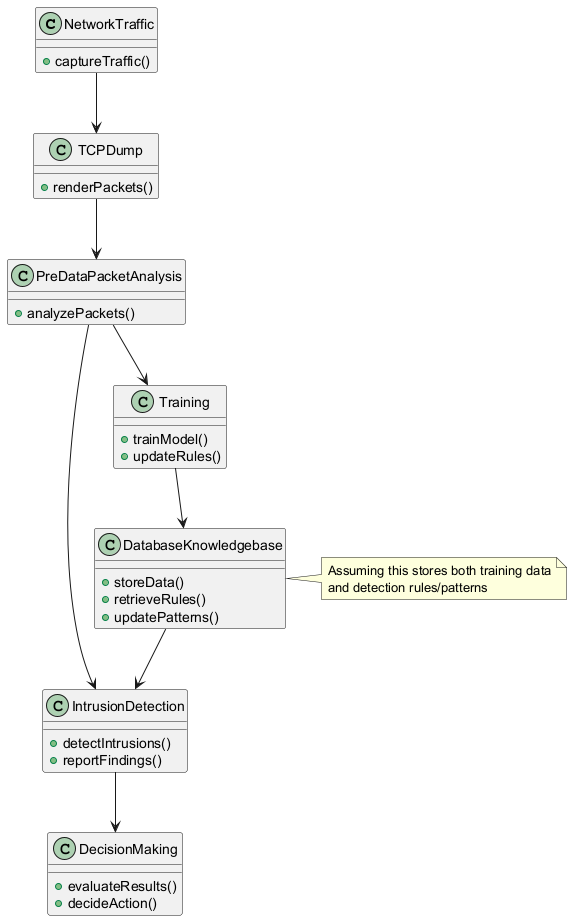 C NetworkTraffic
captureTraffic()
C TCPDump
renderPackets()
C PreDataPacketAnalysis
analyzePackets()
C Training
trainModel()
updateRules()
C DatabaseKnowledgebase
storeData()
retrieveRules()
updatePatterns()
Assuming this stores both training data
and detection rules/patterns
C IntrusionDetection
detectIntrusions()
reportFindings()
C DecisionMaking
evaluateResults()
decideAction()